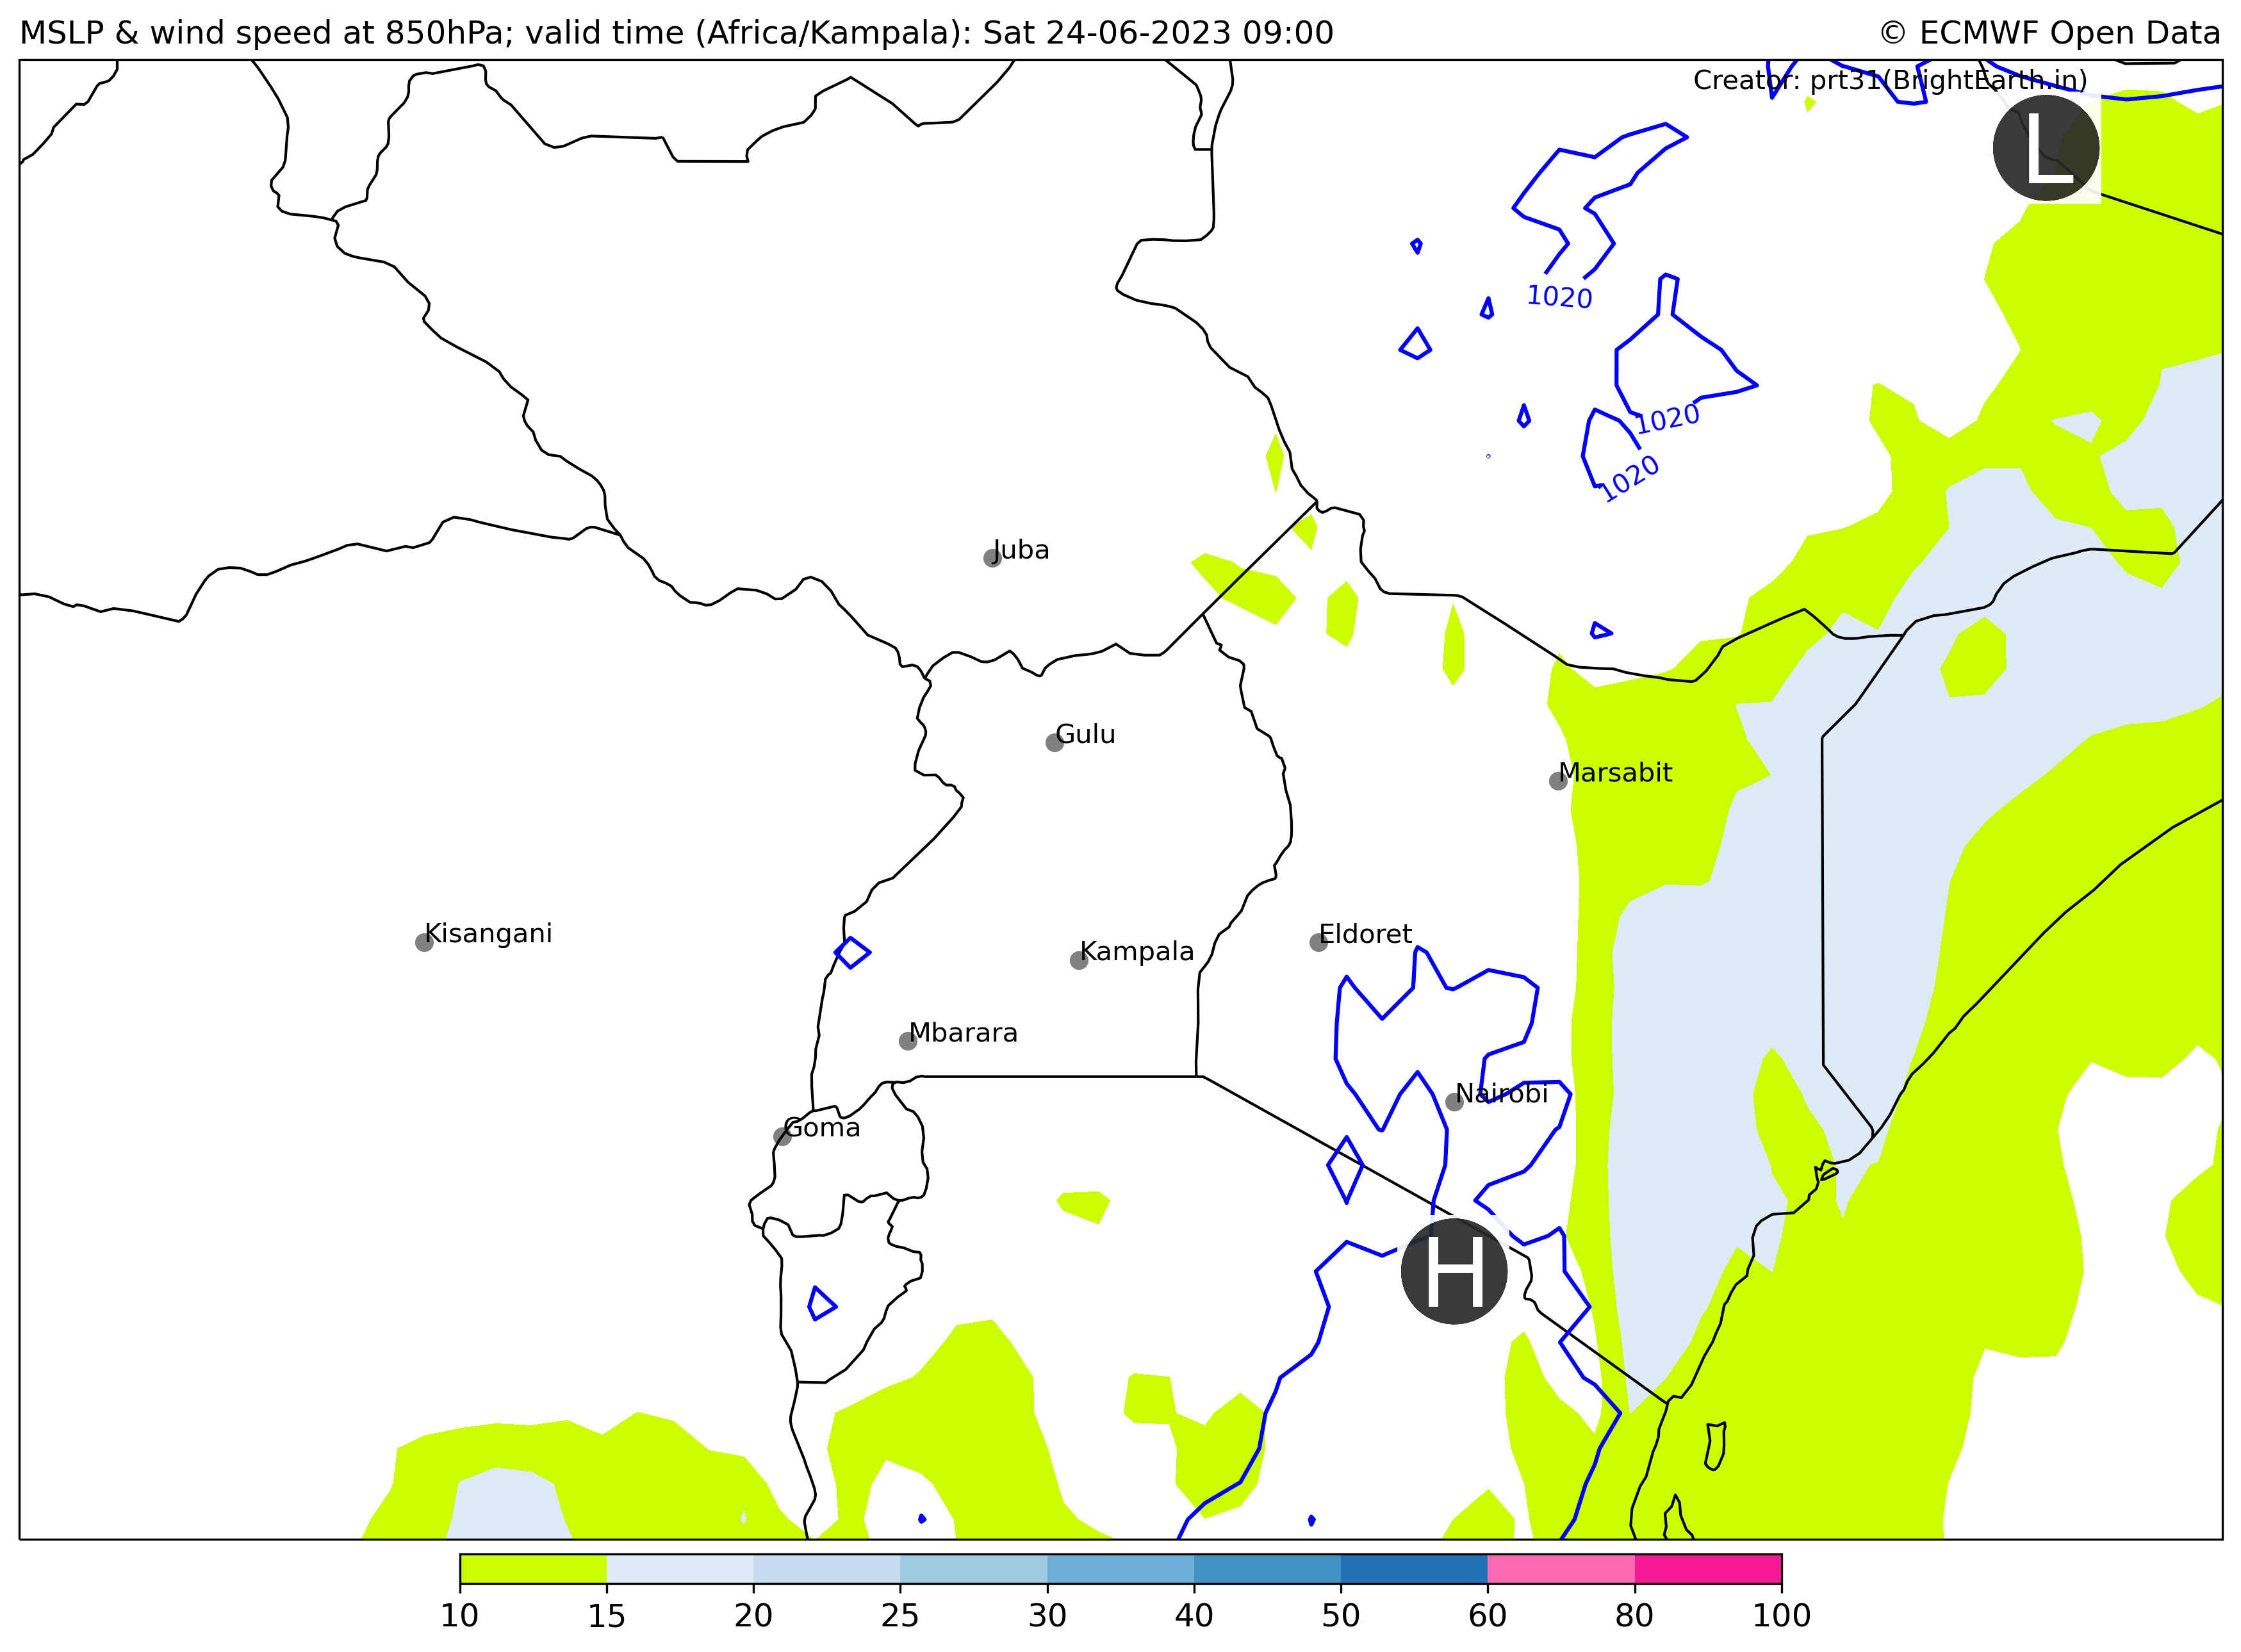 MSLP & wind speed at 850hPa; valid time (Africa/Kampala): Sat 24-06-2023 09:00
© ECMWF Open Data
Creator: prt31(BrightEarth.in)
L
1020
1020
1020
Juba
Gulu
Marsabit
Kisangani
Eldoret
Kampala
Mbarara
Nairobi
Goma
H
10 15 20 25 30 40 50 60 80 100